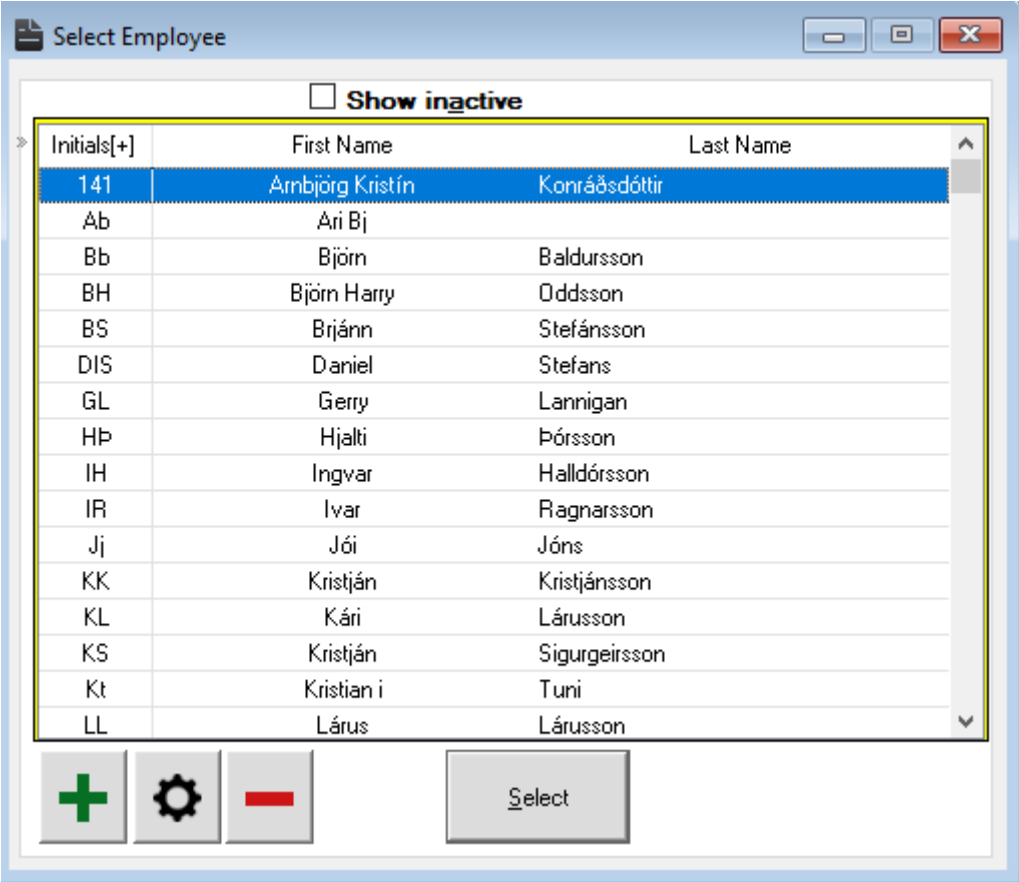 Select Employee
Show inactive
Initials[+] First Name Last Name
141 Arnbjörg Kristín Konráðsdóttir
Ab Ari Bj
Bb Björn Baldursson
BH Björn Harry Oddsson
BS Brjánn Stefánsson
DIS Daniel Stefans
GL Gerry Lannigan
HÞ Hjalti Þórsson
IH Ingvar Halldórsson
IR Ivar Ragnarsson
Jj Jói Jóns
KK Kristján Kristjánsson
KL Kári Lárusson
KS Kristján Sigurgeirsson
Kt Kristian i Tuni
LL Lárus Lárusson
Select